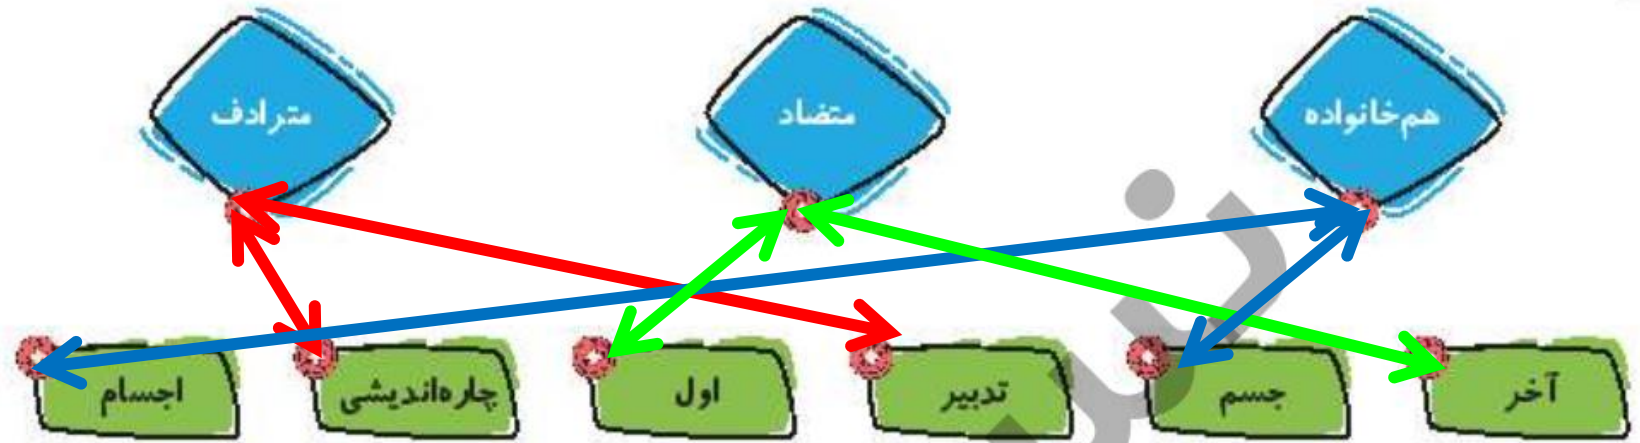 هم‌خانواده متضاد مترادف
آخر جسم تدبیر اول چاره‌اندیشی اجسام